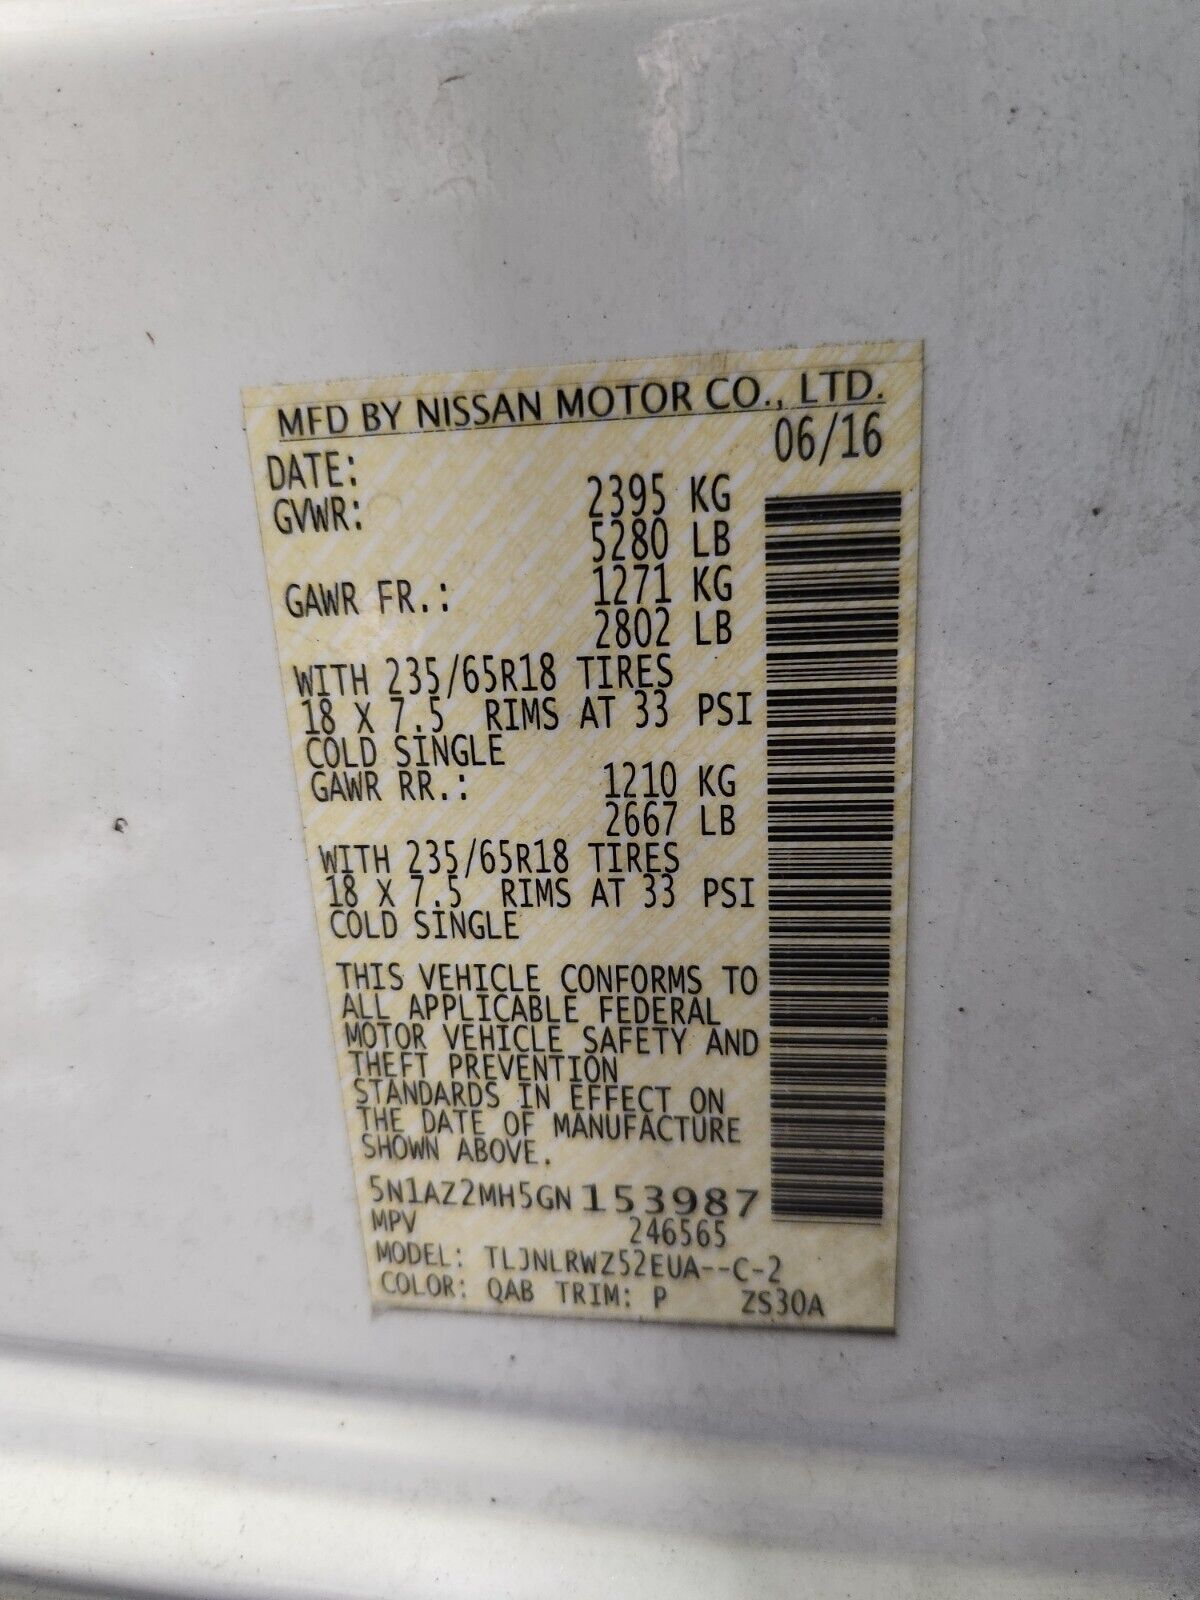 MFD BY NISSAN MOTOR CO., LTD.
DATE: 06/16
GVWR: 2395 KG
5280 LB
GAWR FR.: 1271 KG
2802 LB
WITH 235/65R18 TIRES
18 X 7.5 RIMS AT 33 PSI
COLD SINGLE
GAWR RR.: 1210 KG
2667 LB
WITH 235/65R18 TIRES
18 X 7.5 RIMS AT 33 PSI
COLD SINGLE
THIS VEHICLE CONFORMS TO
ALL APPLICABLE FEDERAL
MOTOR VEHICLE SAFETY AND
THEFT PREVENTION
STANDARDS IN EFFECT ON
THE DATE OF MANUFACTURE
SHOWN ABOVE.
5N1AZ2MH5GN153987
MPV 246565
MODEL: TLJNLRWZ52EUA--C-2
COLOR: QAB TRIM: P ZS30A